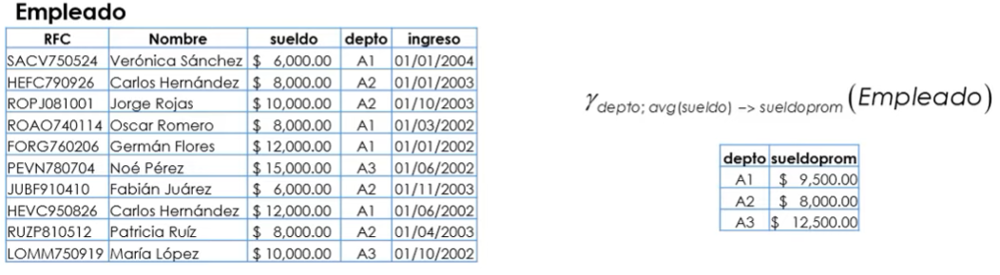 Empleado
RFC Nombre sueldo depto ingreso
SACV750524 Verónica Sánchez $ 6,000.00 A1 01/01/2004
HEFC790926 Carlos Hernández $ 8,000.00 A2 01/01/2003
ROPJ081001 Jorge Rojas $ 10,000.00 A2 01/10/2003
ROAO740114 Oscar Romero $ 8,000.00 A1 01/03/2002
FORG760206 Germán Flores $ 12,000.00 A1 01/01/2002
PEVN780704 Noé Pérez $ 15,000.00 A3 01/06/2002
JUBF910410 Fabián Juárez $ 6,000.00 A2 01/11/2003
HEVC950826 Carlos Hernández $ 12,000.00 A1 01/06/2002
RUZP810512 Patricia Ruíz $ 8,000.00 A2 01/04/2003
LOMM750919 María López $ 10,000.00 A3 01/10/2002
γ depto; avg(sueldo) –> sueldoprom (Empleado)
depto sueldoprom
A1 $ 9,500.00
A2 $ 8,000.00
A3 $ 12,500.00